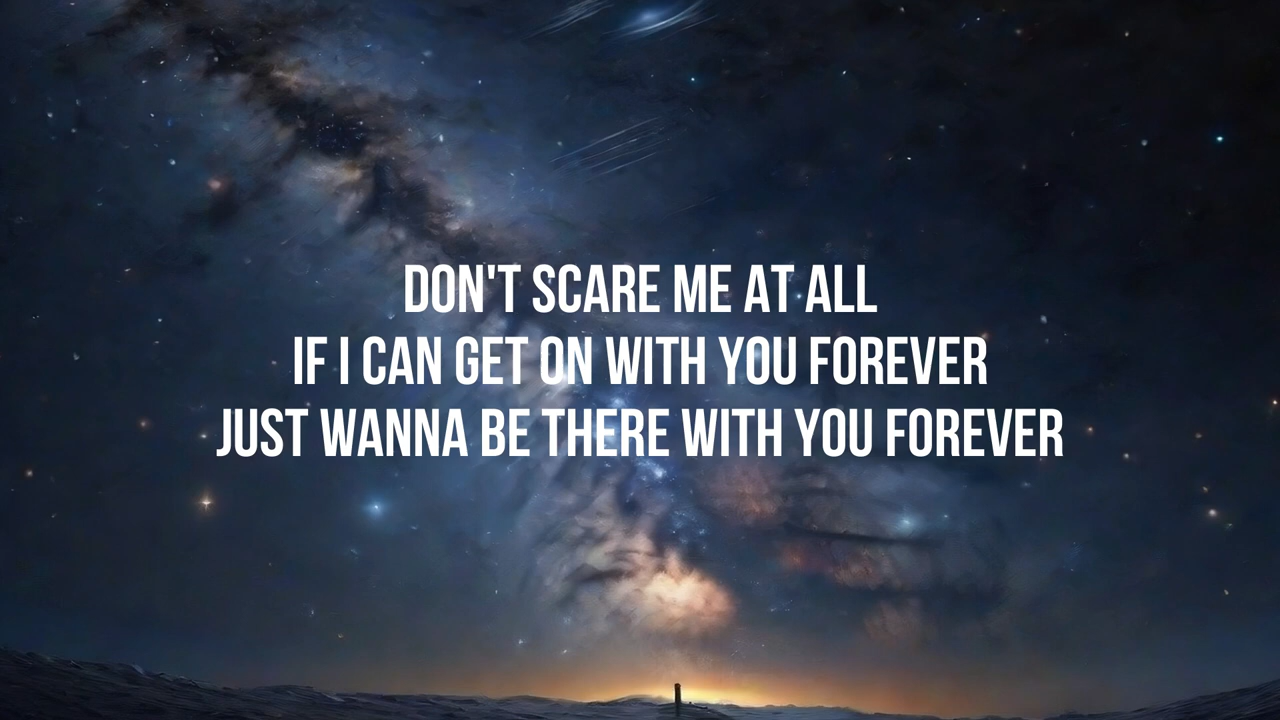 DON'T SCARE ME AT ALL
IF I CAN GET ON WITH YOU FOREVER
JUST WANNA BE THERE WITH YOU FOREVER